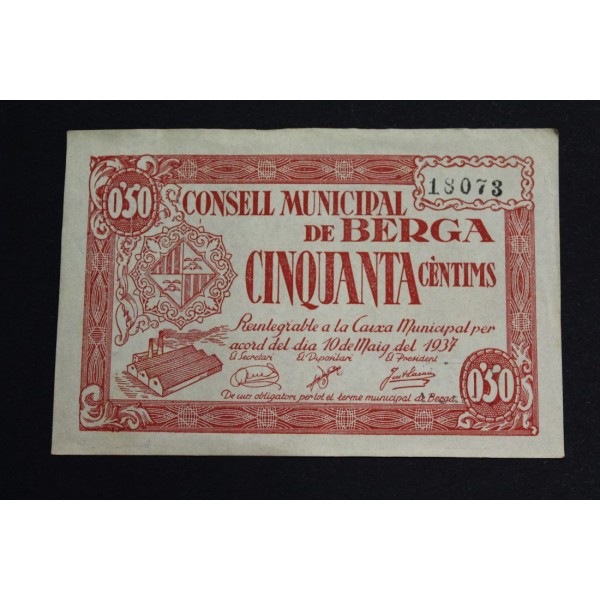 18073
0'50
CONSELL MUNICIPAL
DE BERGA
CINQUANTA CÈNTIMS
Reintegrable a la Caixa Municipal per
acord del dia 10 de Maig del 1937
El Secretari El Dipositari El President
De curs obligatori per tot el terme municipal de Berga.
0'50